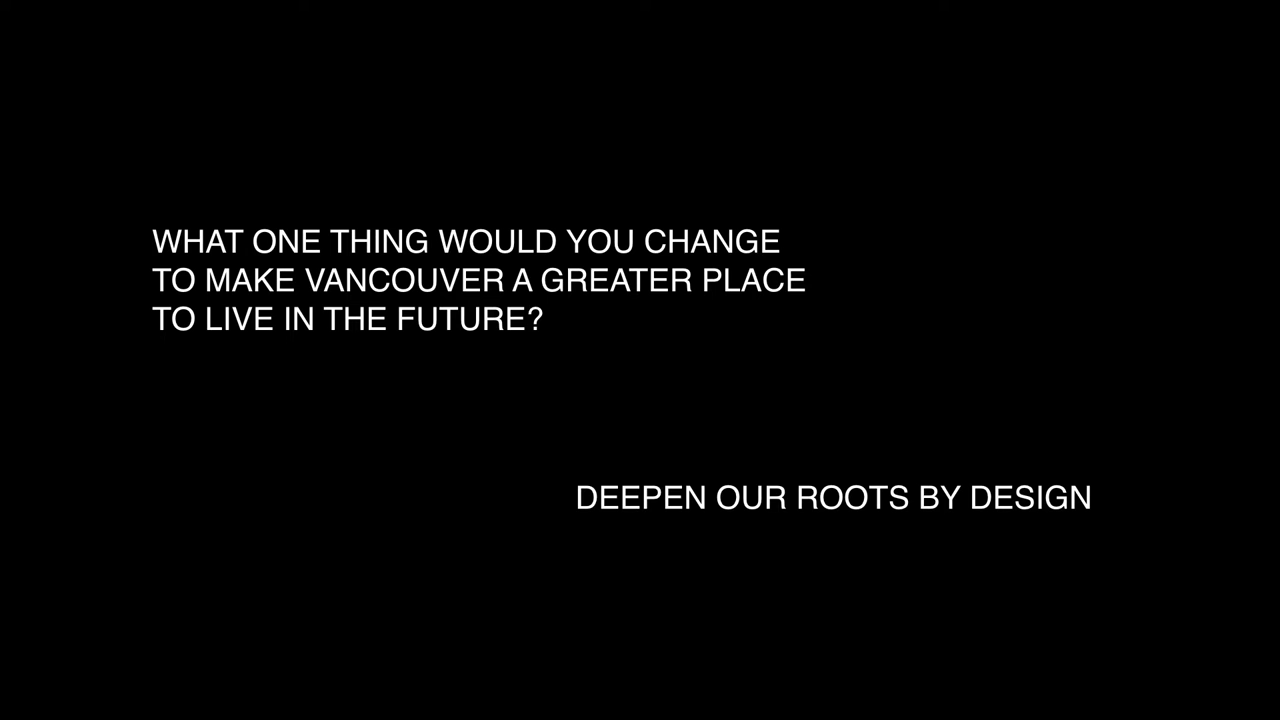 WHAT ONE THING WOULD YOU CHANGE
TO MAKE VANCOUVER A GREATER PLACE
TO LIVE IN THE FUTURE?
DEEPEN OUR ROOTS BY DESIGN